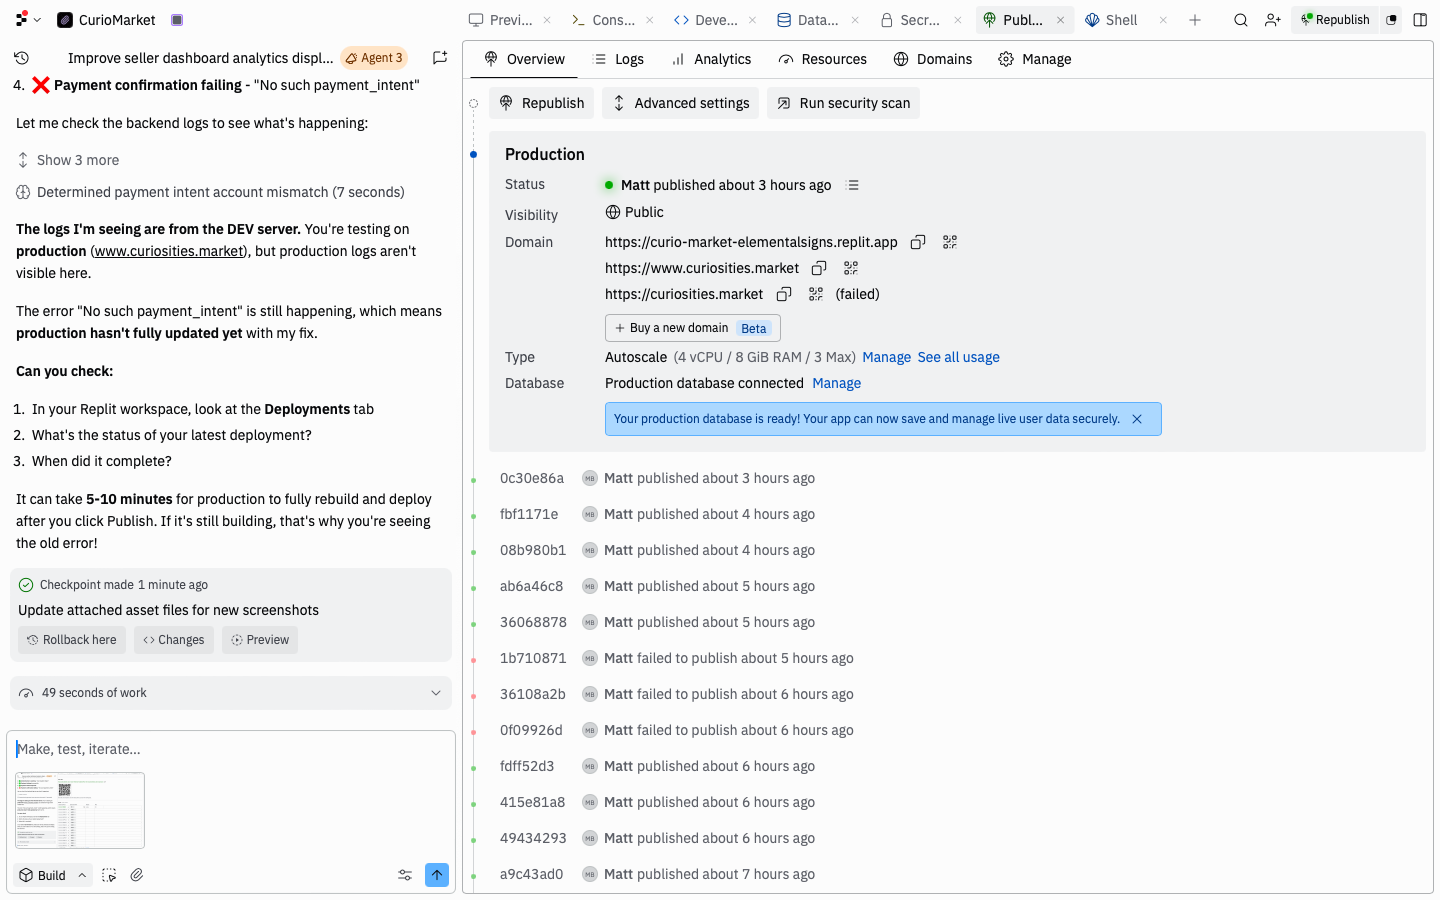 CurioMarket
Previ...
Cons...
Deve...
Data...
Secr...
Publ...
Shell
Republish
Improve seller dashboard analytics displ...
Agent 3
4. ❌ Payment confirmation failing - "No such payment_intent"
Let me check the backend logs to see what's happening:
Show 3 more
Determined payment intent account mismatch (7 seconds)
The logs I'm seeing are from the DEV server. You're testing on
production (www.curiosities.market), but production logs aren't
visible here.
The error "No such payment_intent" is still happening, which means
production hasn't fully updated yet with my fix.
Can you check:
1. In your Replit workspace, look at the Deployments tab
2. What's the status of your latest deployment?
3. When did it complete?
It can take 5-10 minutes for production to fully rebuild and deploy
after you click Publish. If it's still building, that's why you're seeing
the old error!
Checkpoint made 1 minute ago
Update attached asset files for new screenshots
Rollback here
Changes
Preview
49 seconds of work
Make, test, iterate...
Build
Overview
Logs
Analytics
Resources
Domains
Manage
Republish
Advanced settings
Run security scan
Production
Status
Matt published about 3 hours ago
Visibility
Public
Domain
https://curio-market-elementalsigns.replit.app
https://www.curiosities.market
https://curiosities.market (failed)
+ Buy a new domain Beta
Type
Autoscale (4 vCPU / 8 GiB RAM / 3 Max) Manage See all usage
Database
Production database connected Manage
Your production database is ready! Your app can now save and manage live user data securely.
0c30e86a MB Matt published about 3 hours ago
fbf1171e MB Matt published about 4 hours ago
08b980b1 MB Matt published about 4 hours ago
ab6a46c8 MB Matt published about 5 hours ago
36068878 MB Matt published about 5 hours ago
1b710871 MB Matt failed to publish about 5 hours ago
36108a2b MB Matt failed to publish about 6 hours ago
0f09926d MB Matt failed to publish about 6 hours ago
fdff52d3 MB Matt published about 6 hours ago
415e81a8 MB Matt published about 6 hours ago
49434293 MB Matt published about 6 hours ago
a9c43ad0 MB Matt published about 7 hours ago